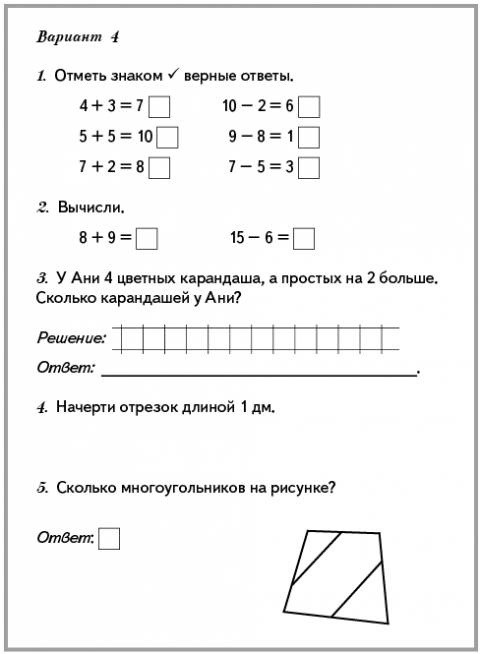 Вариант 4
1. Отметь знаком ✓ верные ответы.
4 + 3 = 7 10 − 2 = 6
5 + 5 = 10 9 − 8 = 1
7 + 2 = 8 7 − 5 = 3
2. Вычисли.
8 + 9 = 15 − 6 =
3. У Ани 4 цветных карандаша, а простых на 2 больше.
Сколько карандашей у Ани?
Решение:
Ответ: .
4. Начерти отрезок длиной 1 дм.
5. Сколько многоугольников на рисунке?
Ответ: